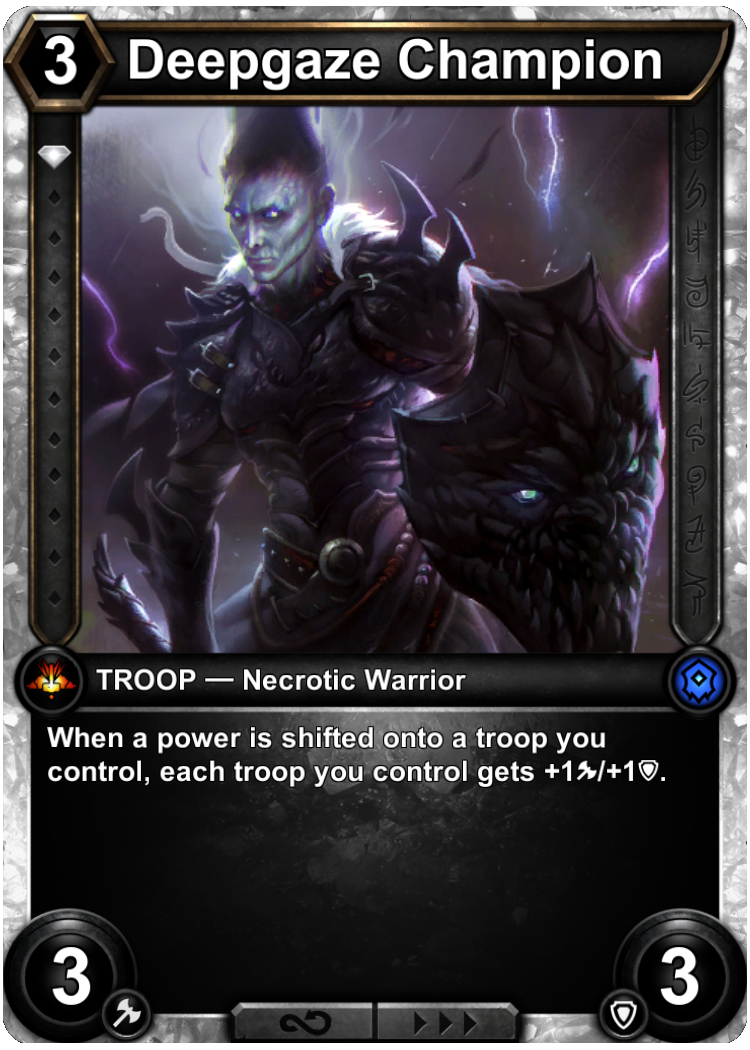 3 Deepgaze Champion
TROOP — Necrotic Warrior
When a power is shifted onto a troop you
control, each troop you control gets +1/+1.
3 3